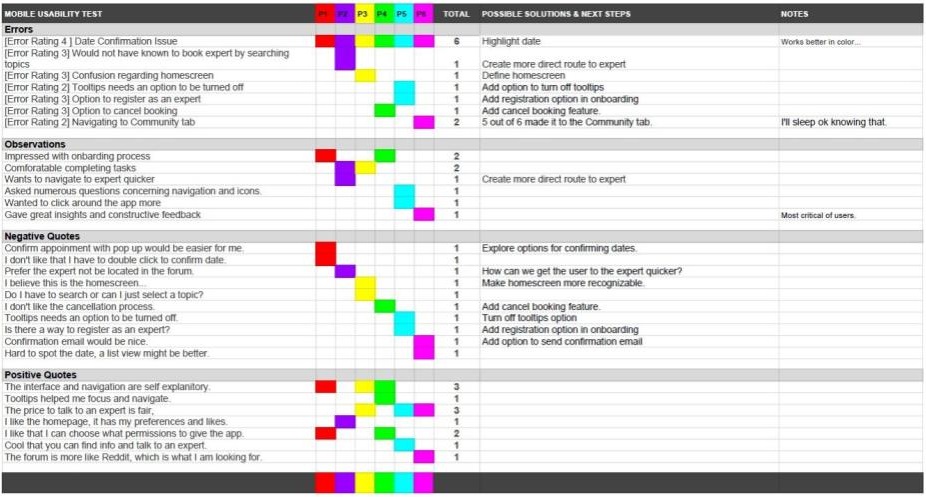 MOBILE USABILITY TEST P1 P2 P3 P4 P5 P6 TOTAL POSSIBLE SOLUTIONS & NEXT STEPS NOTES
Errors
[Error Rating 4 ] Date Confirmation Issue 6 Highlight date Works better in color...
[Error Rating 3] Would not have known to book expert by searching
topics 1 Create more direct route to expert
[Error Rating 3] Confusion regarding homescreen 1 Define homescreen
[Error Rating 2] Tooltips needs an option to be turned off 1 Add option to turn off tooltips
[Error Rating 3] Option to register as an expert 1 Add registration option in onboarding
[Error Rating 3] Option to cancel booking 1 Add cancel booking feature.
[Error Rating 2] Navigating to Community tab 2 5 out of 6 made it to the Community tab. I'll sleep ok knowing that.
Observations
Impressed with onbarding process 2
Comforatable completing tasks 2
Wants to navigate to expert quicker 1 Create more direct route to expert
Asked numerous questions concerning navigation and icons. 1
Wanted to click around the app more 1
Gave great insights and constructive feedback 1 Most critical of users.
Negative Quotes
Confirm appoinment with pop up would be easier for me. 1 Explore options for confirming dates.
I don't like that I have to double click to confirm date. 1
Prefer the expert not be located in the forum. 1 How can we get the user to the expert quicker?
I believe this is the homescreen... 1 Make homescreen more recognizable.
Do I have to search or can I just select a topic? 1
I don't like the cancellation process. 1 Add cancel booking feature.
Tooltips needs an option to be turned off. 1 Turn off tooltips option
Is there a way to register as an expert? 1 Add registration option in onboarding
Confirmation email would be nice. 1 Add option to send confirmation email
Hard to spot the date, a list view might be better. 1
Positive Quotes
The interface and navigation are self explanitory. 3
Tooltips helped me focus and navigate. 1
The price to talk to an expert is fair, 3
I like the homepage, it has my preferences and likes. 1
I like that I can choose what permissions to give the app. 2
Cool that you can find info and talk to an expert. 1
The forum is more like Reddit, which is what I am looking for. 1